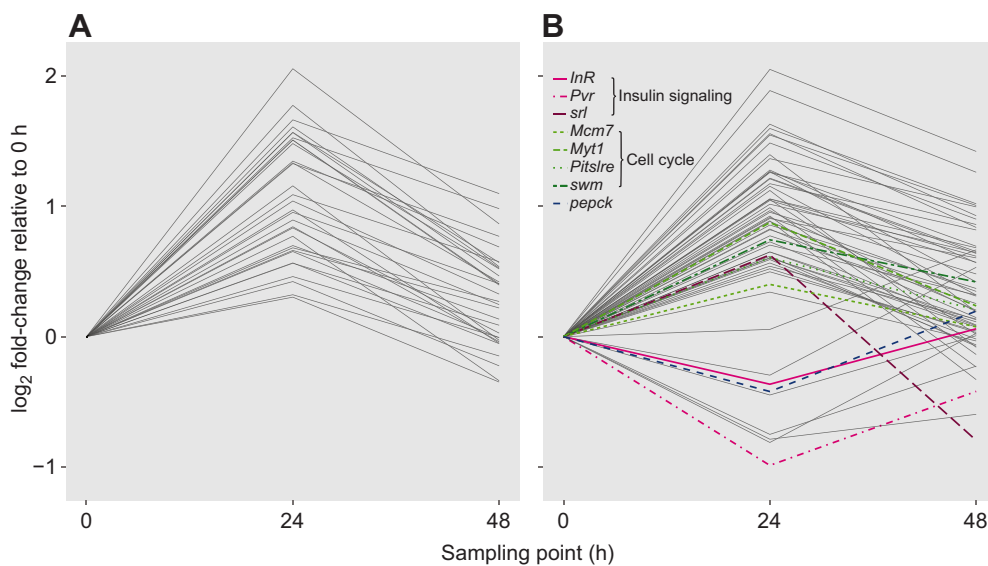 A
B
2
1
0
−1
log2 fold-change relative to 0 h
InR
Pvr
srl
Insulin signaling
Mcm7
Myt1
Pitslre
swm
Cell cycle
pepck
0 24 48
0 24 48
Sampling point (h)